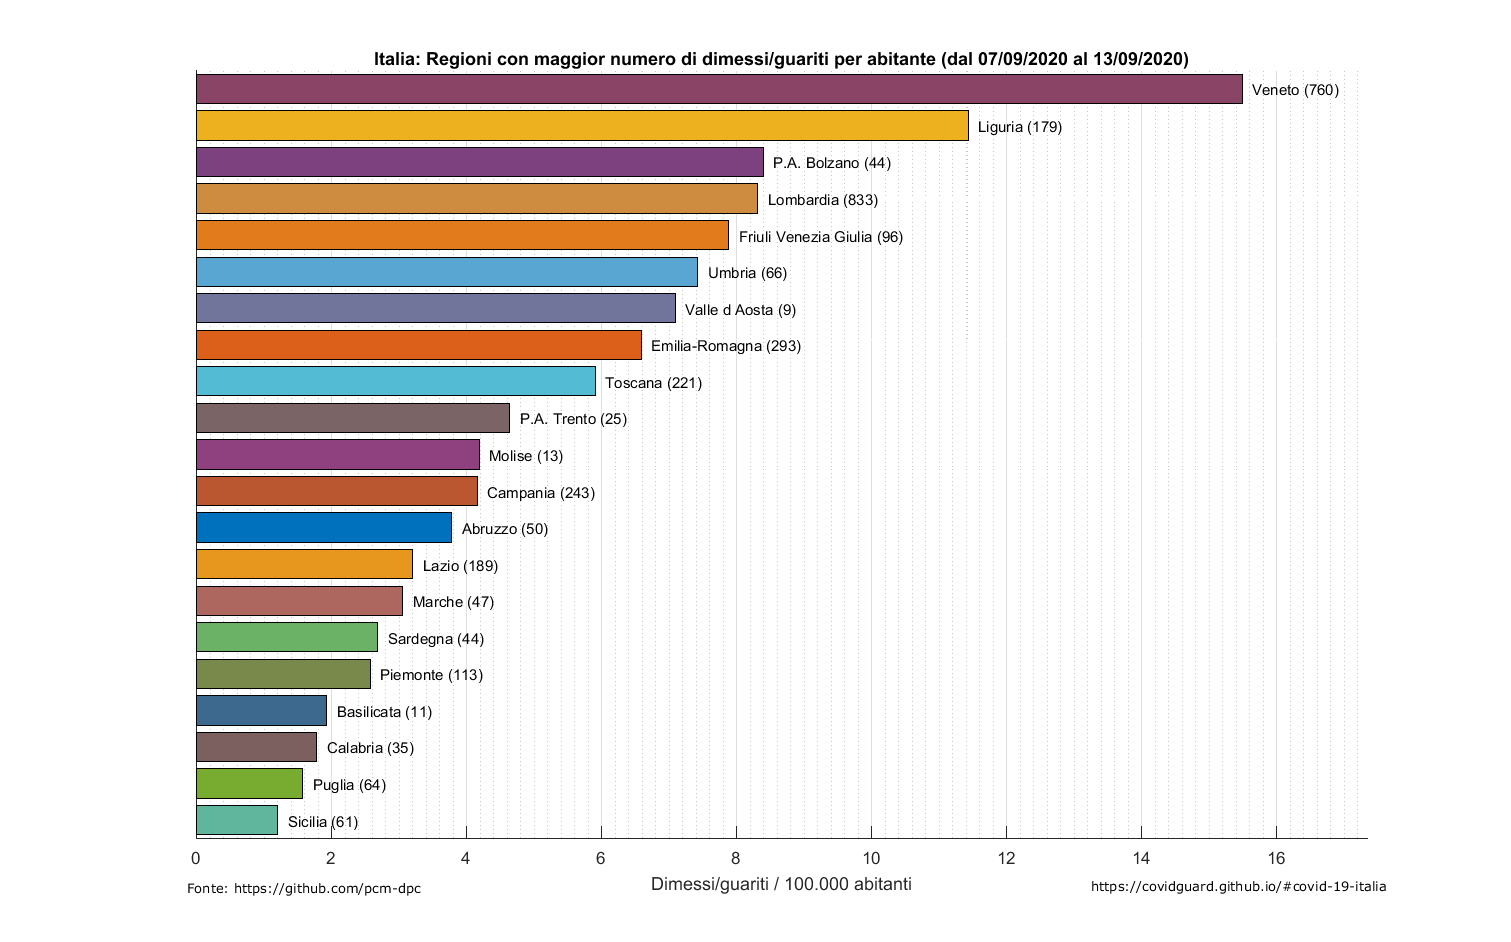 Italia: Regioni con maggior numero di dimessi/guariti per abitante (dal 07/09/2020 al 13/09/2020)
Veneto (760)
Liguria (179)
P.A. Bolzano (44)
Lombardia (833)
Friuli Venezia Giulia (96)
Umbria (66)
Valle d Aosta (9)
Emilia-Romagna (293)
Toscana (221)
P.A. Trento (25)
Molise (13)
Campania (243)
Abruzzo (50)
Lazio (189)
Marche (47)
Sardegna (44)
Piemonte (113)
Basilicata (11)
Calabria (35)
Puglia (64)
Sicilia (61)
0 2 4 6 8 10 12 14 16
Dimessi/guariti / 100.000 abitanti
Fonte: https://github.com/pcm-dpc
https://covidguard.github.io/#covid-19-italia